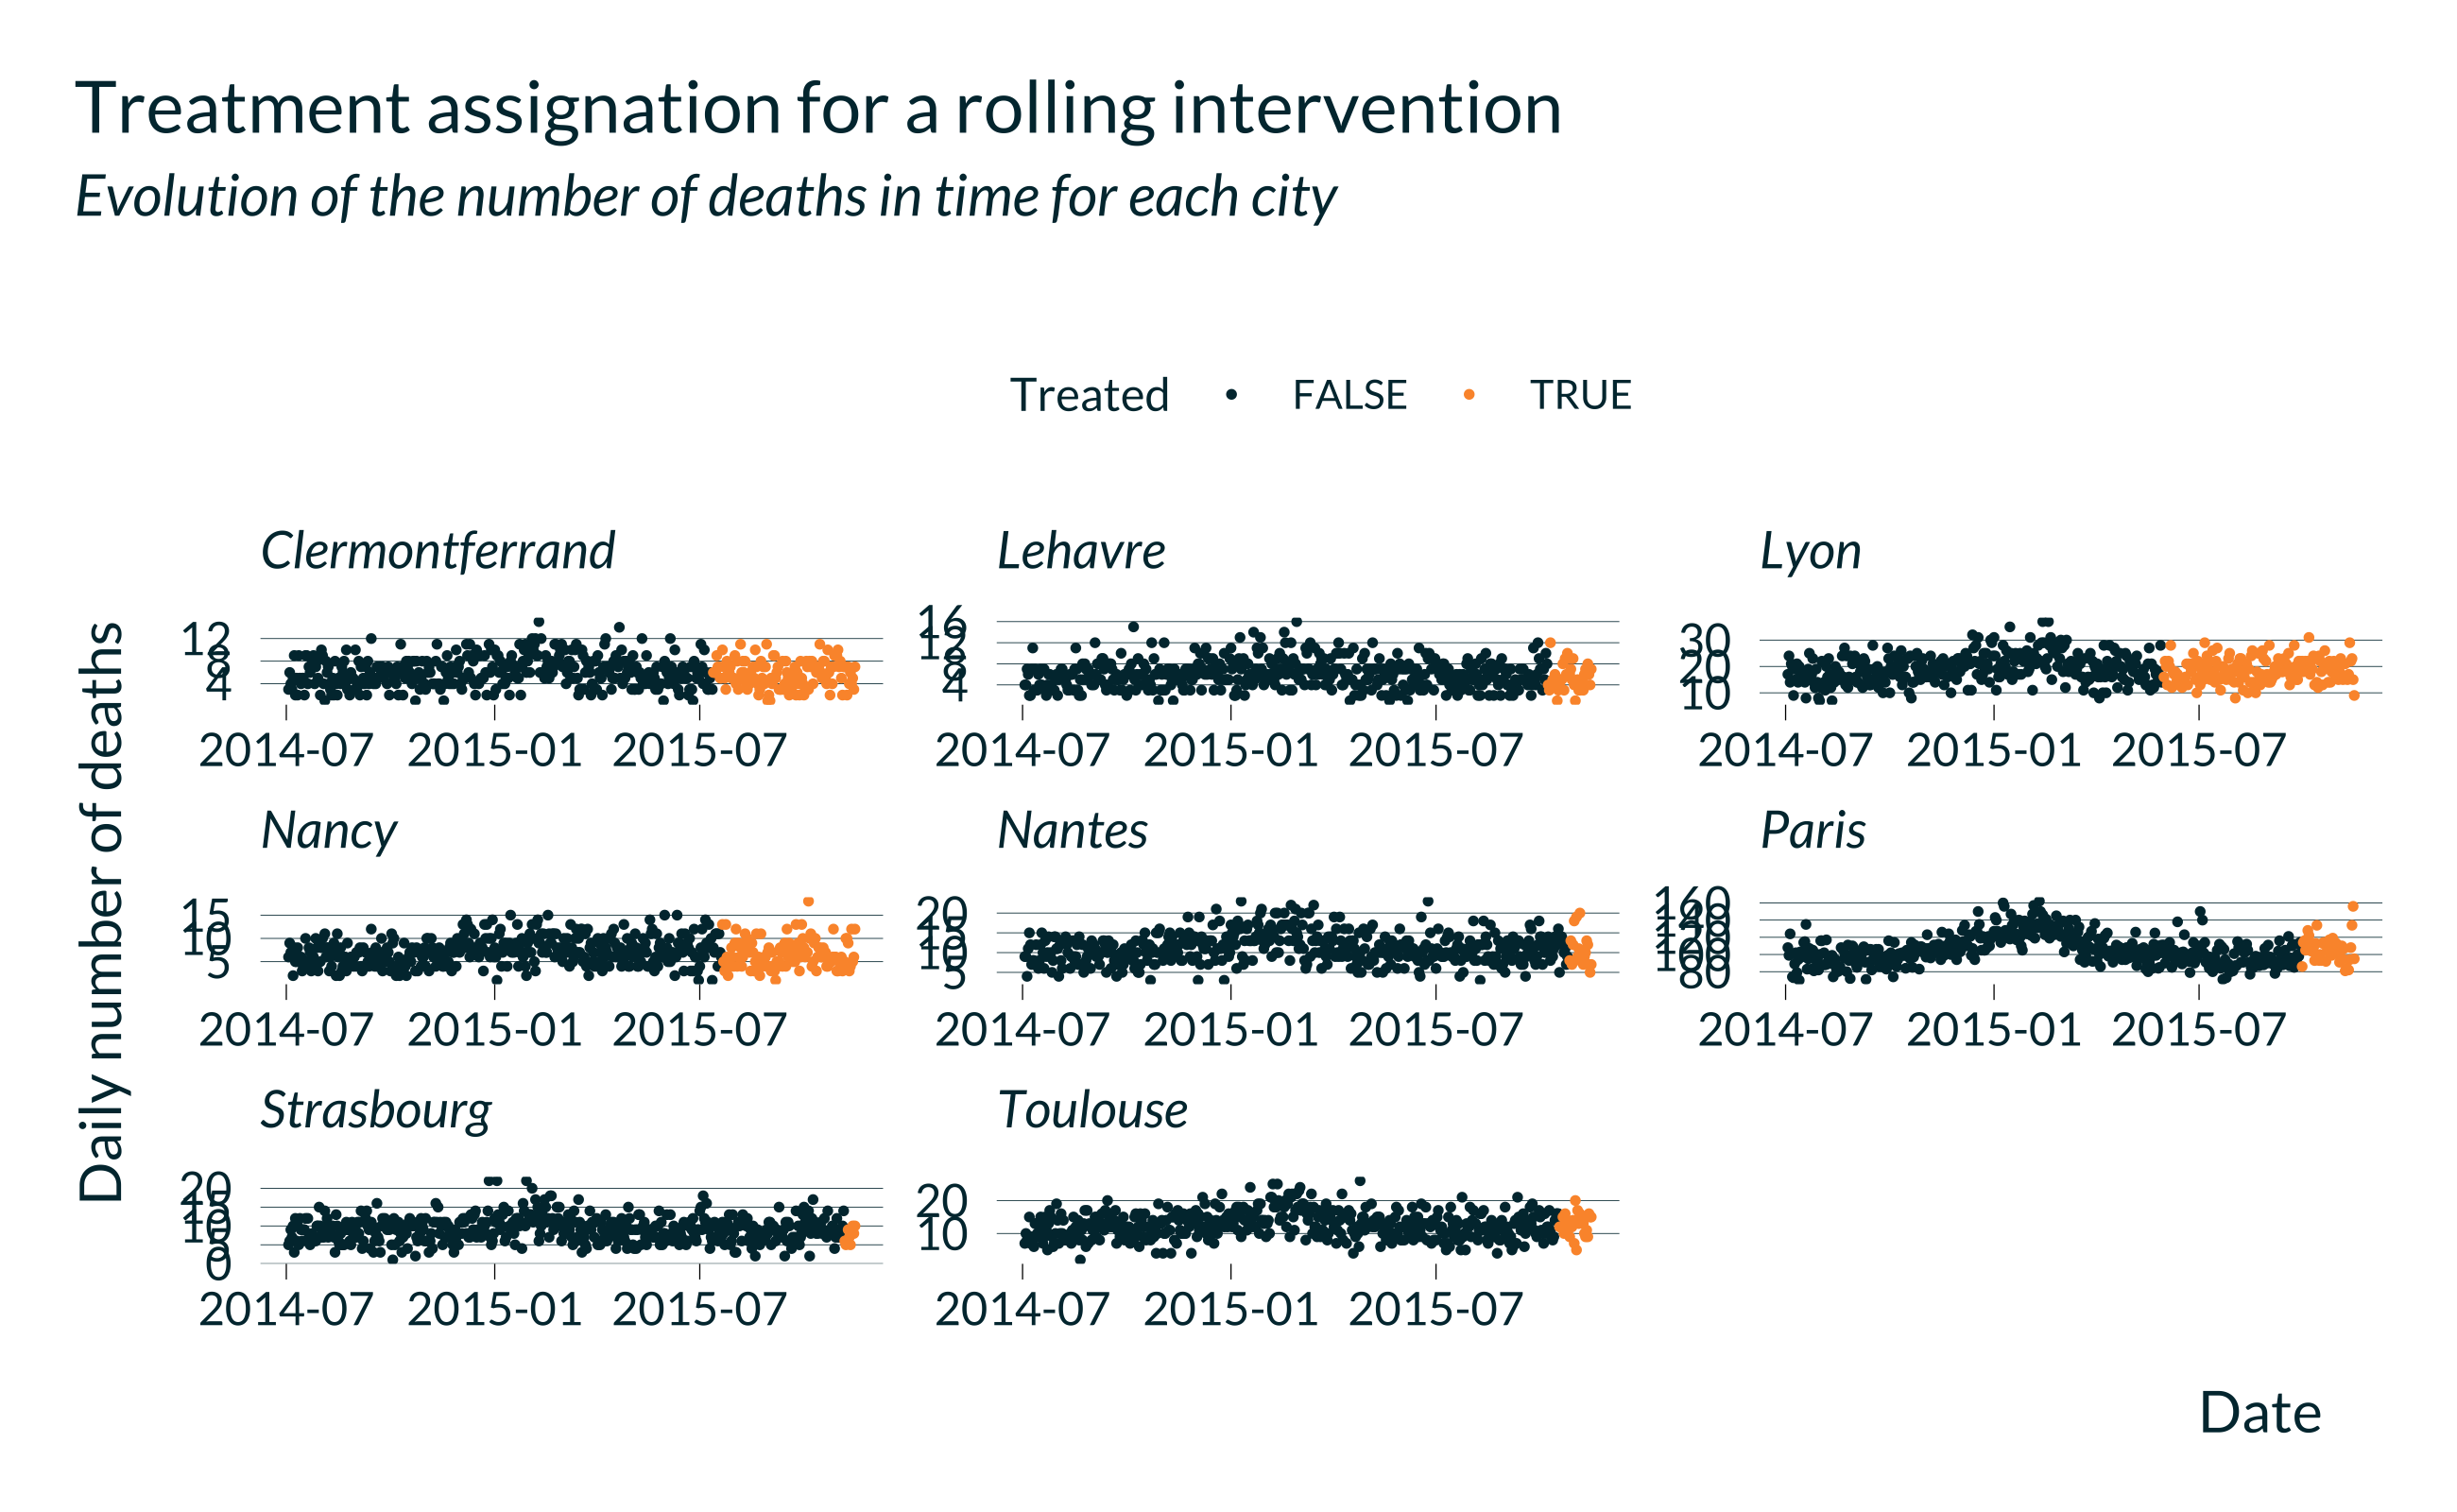 Treatment assignation for a rolling intervention
Evolution of the number of deaths in time for each city
Treated FALSE TRUE
Daily number of deaths
Clermontferrand
12
8
4
2014-07 2015-01 2015-07
Lehavre
16
12
8
4
2014-07 2015-01 2015-07
Lyon
30
20
10
2014-07 2015-01 2015-07
Nancy
15
10
5
2014-07 2015-01 2015-07
Nantes
20
15
10
5
2014-07 2015-01 2015-07
Paris
160
140
120
100
80
2014-07 2015-01 2015-07
Strasbourg
20
15
10
5
0
2014-07 2015-01 2015-07
Toulouse
20
10
2014-07 2015-01 2015-07
Date